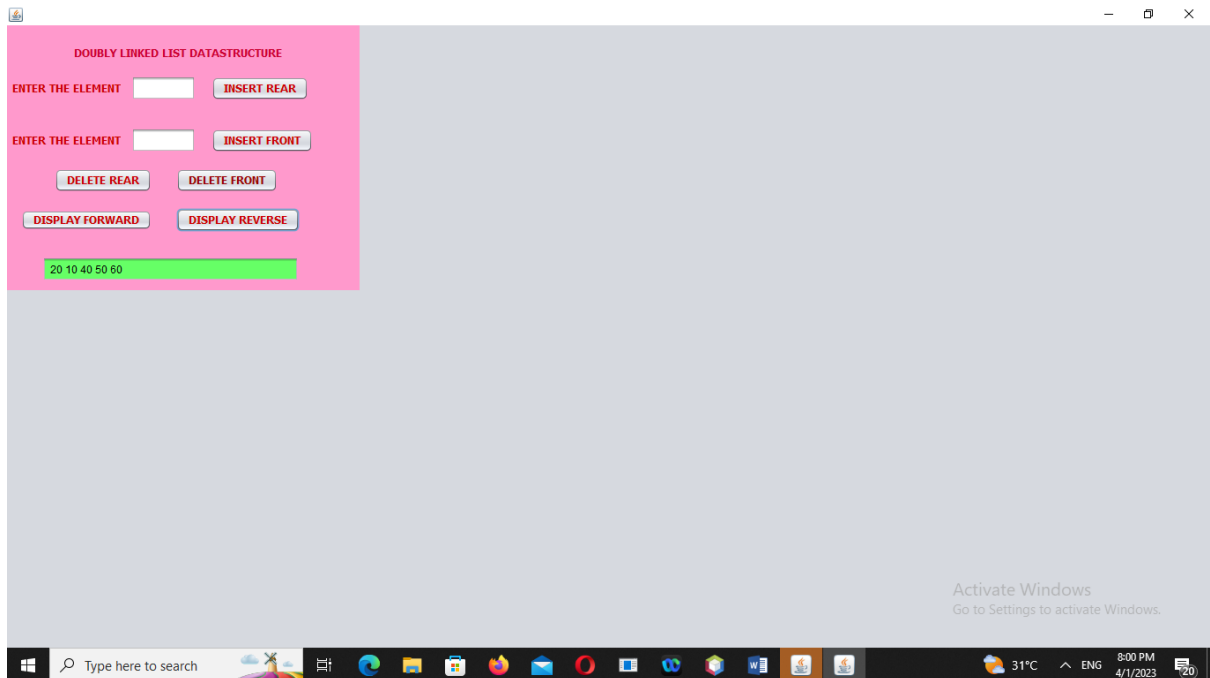 DOUBLY LINKED LIST DATASTRUCTURE
ENTER THE ELEMENT INSERT REAR
ENTER THE ELEMENT INSERT FRONT
DELETE REAR DELETE FRONT
DISPLAY FORWARD DISPLAY REVERSE
20 10 40 50 60
Activate Windows
Go to Settings to activate Windows.
Type here to search
W
31°C
ENG
8:00 PM
4/1/2023
20